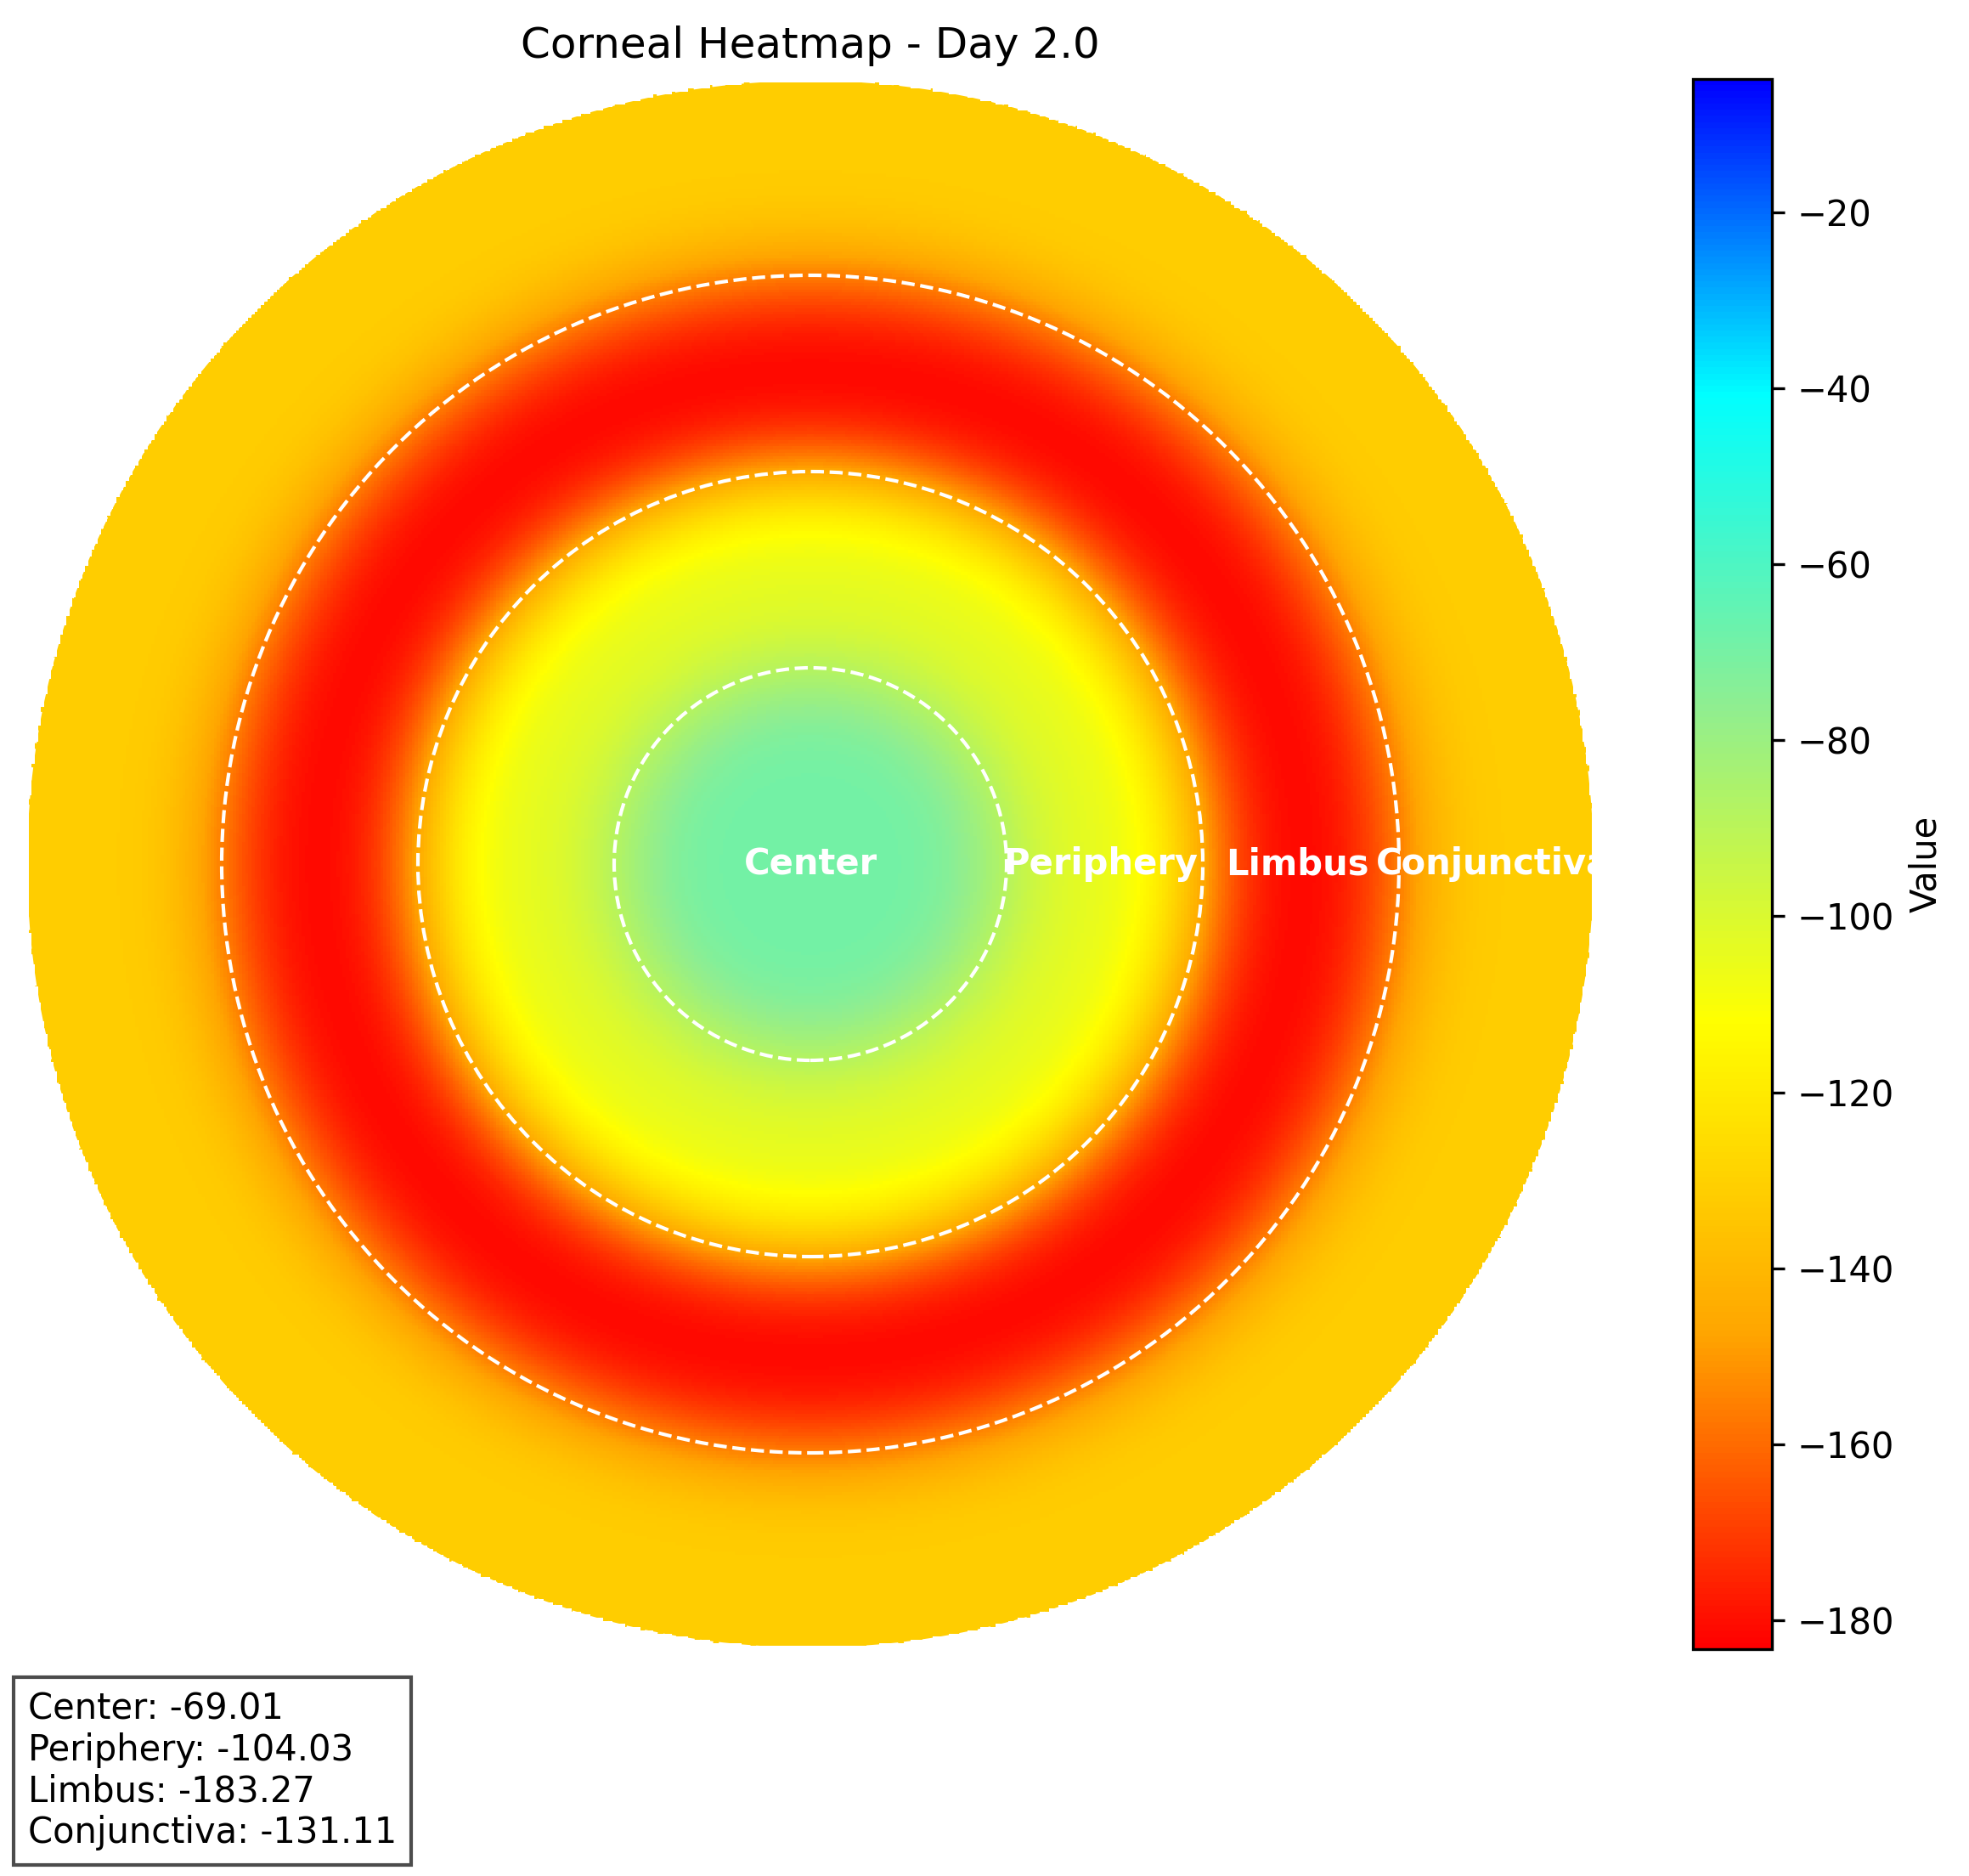 Corneal Heatmap - Day 2.0
Center
Periphery
Limbus
Conjunctiva
−20
−40
−60
−80
−100
−120
−140
−160
−180
Value
Center: -69.01
Periphery: -104.03
Limbus: -183.27
Conjunctiva: -131.11